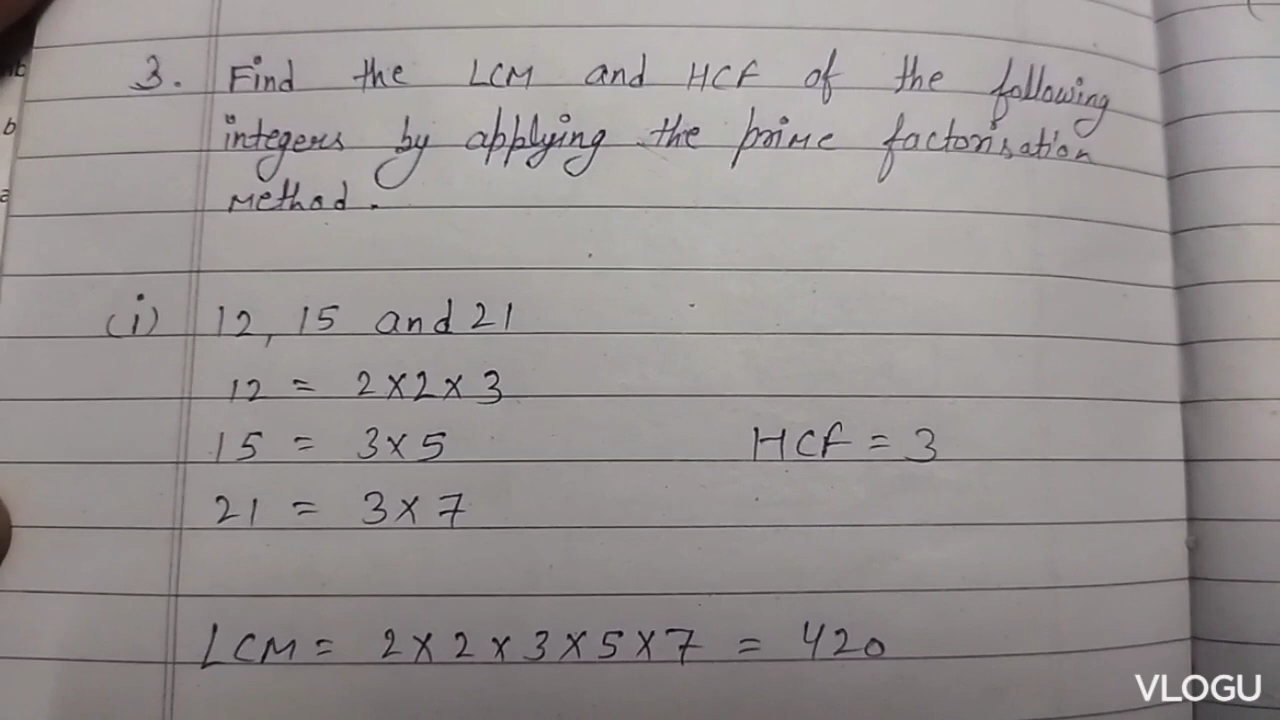 3. Find the LCM and HCF of the following
integers by applying the prime factorisation
method.
(i) 12, 15 and 21
12 = 2×2×3
15 = 3×5
HCF = 3
21 = 3×7
LCM = 2×2×3×5×7 = 420
VLOGU